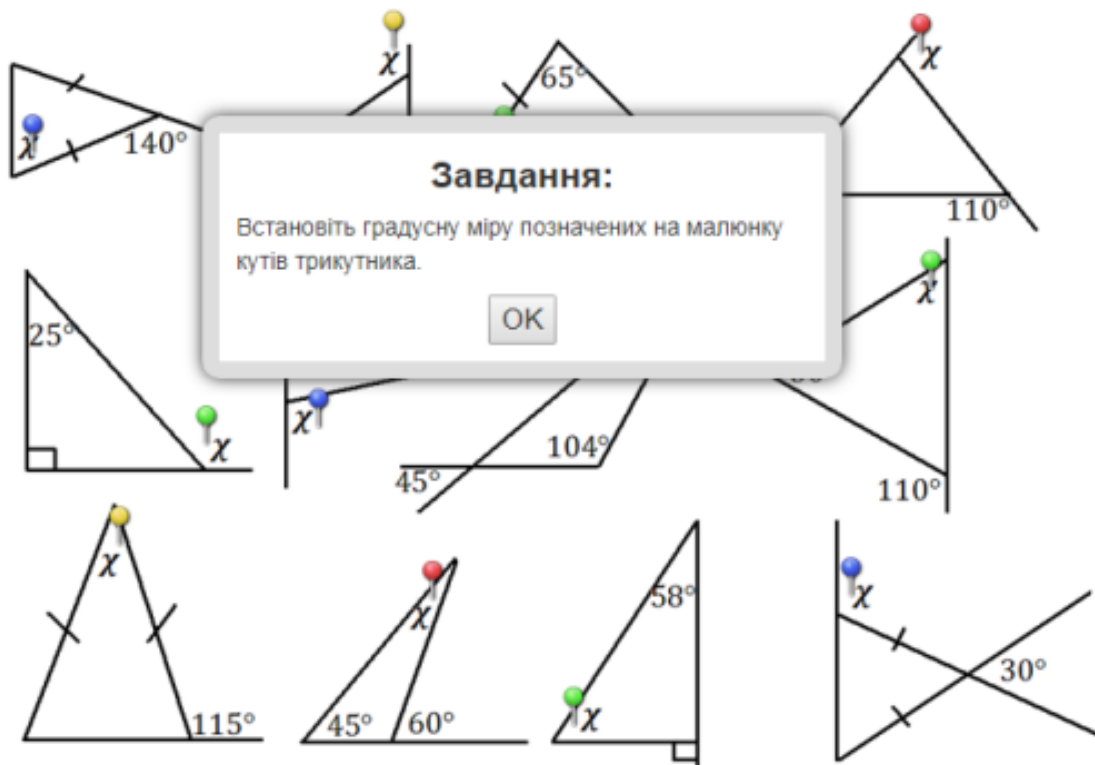 χ
65°
χ
140°
χ
110°
Завдання:
Встановіть градусну міру позначених на малюнку
кутів трикутника.
OK
χ
25°
χ
χ
104°
45°
110°
χ
χ
χ
58°
χ
115°
45°
60°
χ
30°